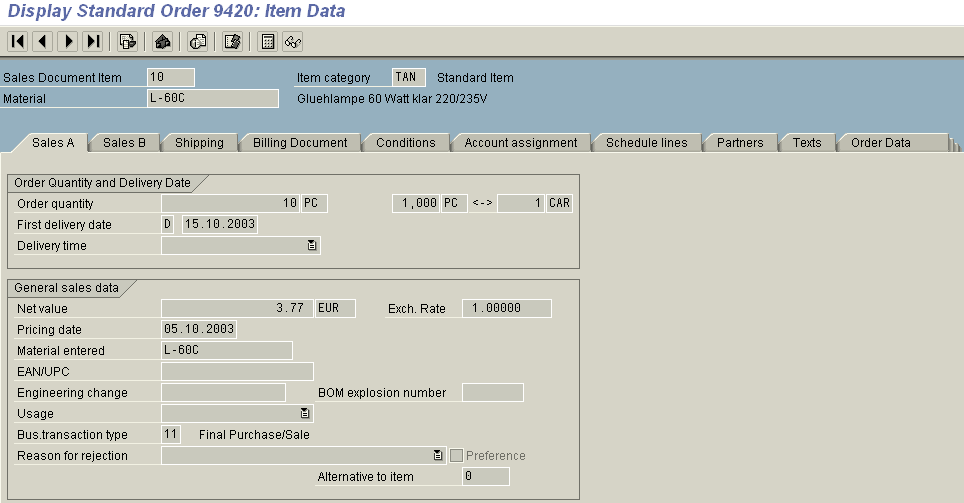 Display Standard Order 9420: Item Data
Sales Document Item 10 Item category TAN Standard Item
Material L-60C Gluehlampe 60 Watt klar 220/235V
Sales A Sales B Shipping Billing Document Conditions Account assignment Schedule lines Partners Texts Order Data
Order Quantity and Delivery Date
Order quantity 10 PC 1,000 PC <-> 1 CAR
First delivery date D 15.10.2003
Delivery time
General sales data
Net value 3.77 EUR Exch. Rate 1.00000
Pricing date 05.10.2003
Material entered L-60C
EAN/UPC
Engineering change BOM explosion number
Usage
Bus.transaction type 11 Final Purchase/Sale
Reason for rejection Preference
Alternative to item 0